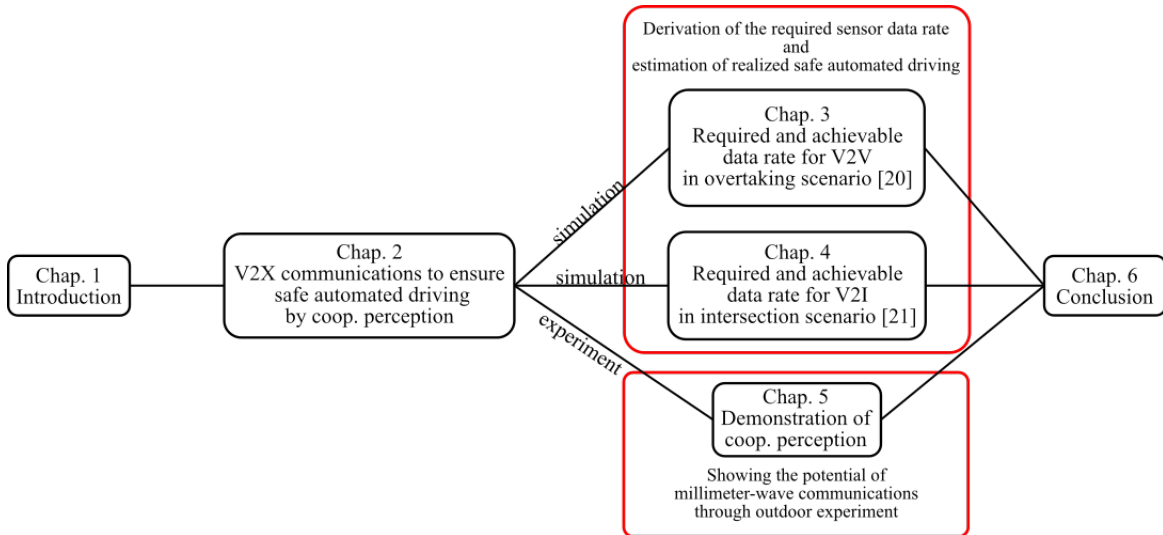 Chap. 1
Introduction
Chap. 2
V2X communications to ensure
safe automated driving
by coop. perception
simulation
simulation
experiment
Derivation of the required sensor data rate
and
estimation of realized safe automated driving
Chap. 3
Required and achievable
data rate for V2V
in overtaking scenario [20]
Chap. 4
Required and achievable
data rate for V2I
in intersection scenario [21]
Chap. 5
Demonstration of
coop. perception
Showing the potential of
millimeter-wave communications
through outdoor experiment
Chap. 6
Conclusion